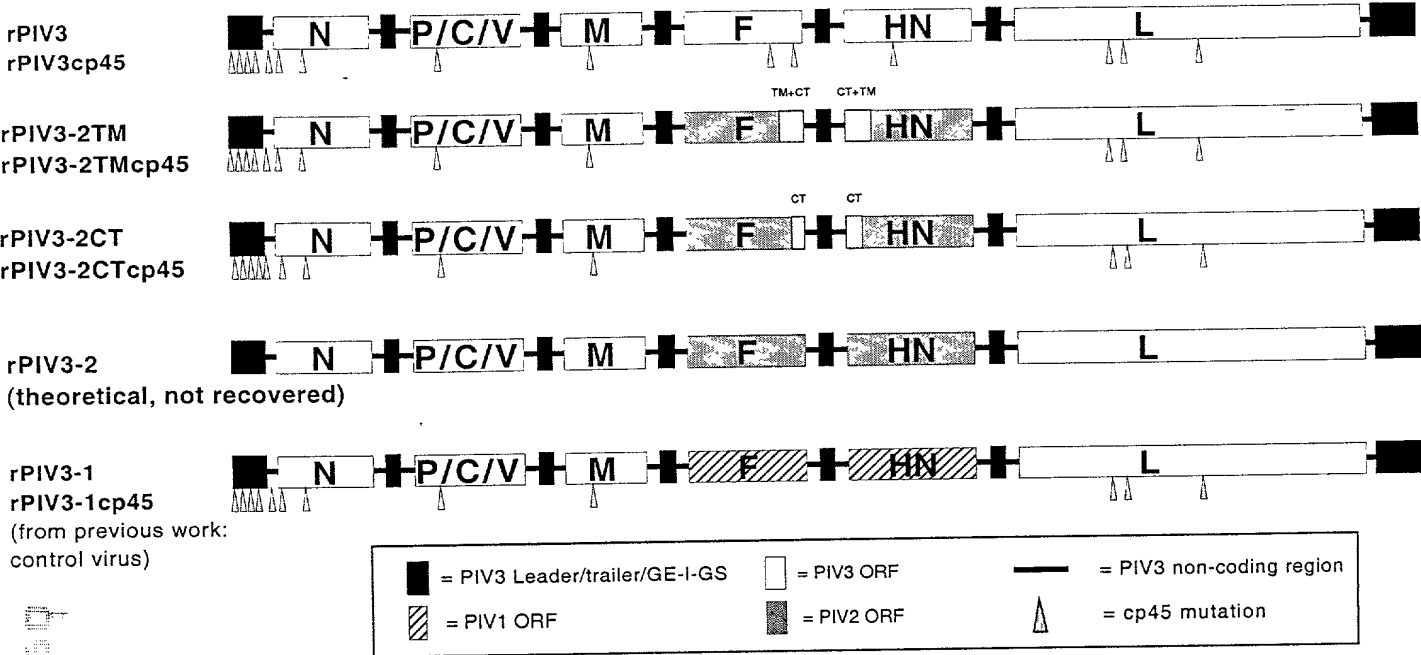 rPIV3
rPIV3cp45
N P/C/V M F HN L
TM+CT CT+TM
rPIV3-2TM
rPIV3-2TMcp45
N P/C/V M F HN L
CT CT
rPIV3-2CT
rPIV3-2CTcp45
N P/C/V M F HN L
rPIV3-2
(theoretical, not recovered)
N P/C/V M F HN L
rPIV3-1
rPIV3-1cp45
(from previous work:
control virus)
N P/C/V M F HN L
= PIV3 Leader/trailer/GE-I-GS
= PIV3 ORF
= PIV3 non-coding region
= PIV1 ORF
= PIV2 ORF
= cp45 mutation